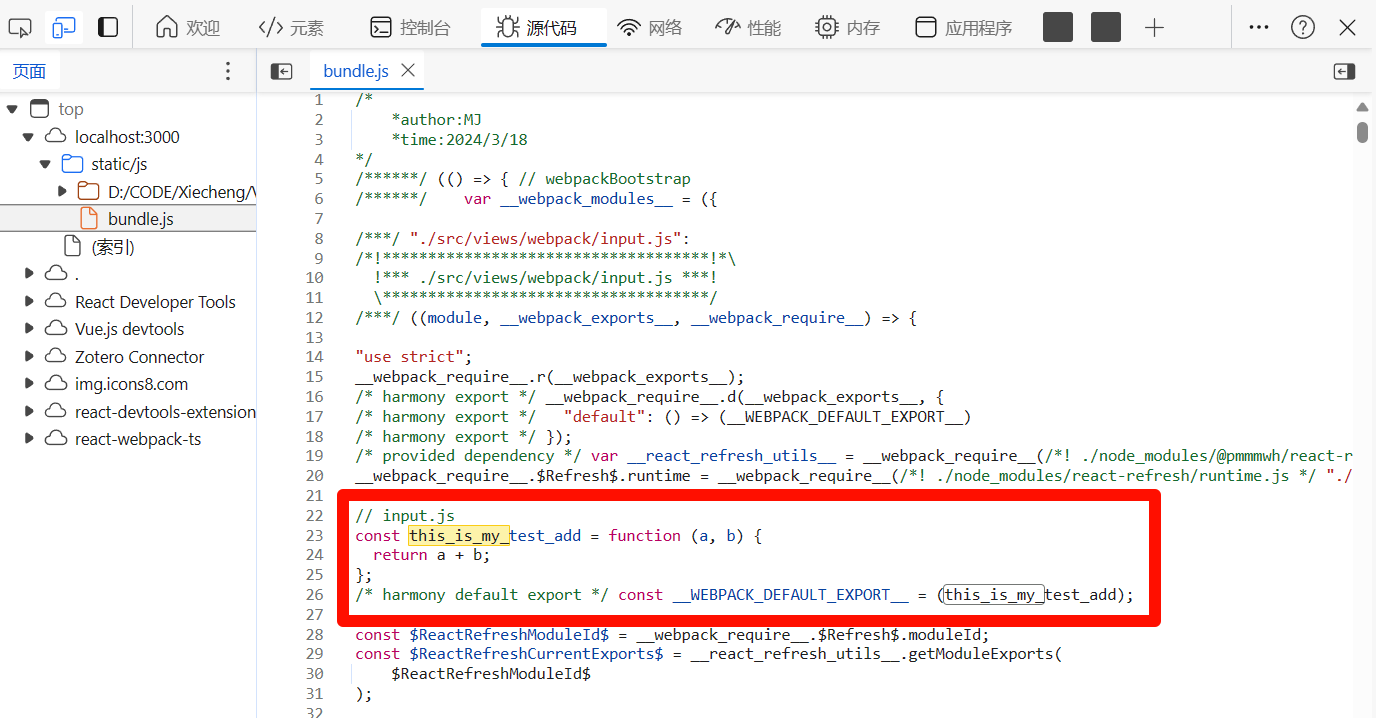 欢迎 元素 控制台 源代码 网络 性能 内存 应用程序
页面
bundle.js
top
localhost:3000
static/js
D:/CODE/Xiecheng/
bundle.js
(索引)
.
React Developer Tools
Vue.js devtools
Zotero Connector
img.icons8.com
react-devtools-extension
react-webpack-ts
1 /*
2 *author:MJ
3 *time:2024/3/18
4 */
5 /******/ (() => { // webpackBootstrap
6 /******/ var __webpack_modules__ = ({
7
8 /***/ "./src/views/webpack/input.js":
9 /*!************************************!*\
10 !*** ./src/views/webpack/input.js ***!
11 \************************************/
12 /***/ ((module, __webpack_exports__, __webpack_require__) => {
13
14 "use strict";
15 __webpack_require__.r(__webpack_exports__);
16 /* harmony export */ __webpack_require__.d(__webpack_exports__, {
17 /* harmony export */ "default": () => (__WEBPACK_DEFAULT_EXPORT__)
18 /* harmony export */ });
19 /* provided dependency */ var __react_refresh_utils__ = __webpack_require__(/*! ./node_modules/@pmmmwh/react-r
20 __webpack_require__.$Refresh$.runtime = __webpack_require__(/*! ./node_modules/react-refresh/runtime.js */ "./
21
22 // input.js
23 const this_is_my_test_add = function (a, b) {
24 return a + b;
25 };
26 /* harmony default export */ const __WEBPACK_DEFAULT_EXPORT__ = (this_is_my_test_add);
27
28 const $ReactRefreshModuleId$ = __webpack_require__.$Refresh$.moduleId;
29 const $ReactRefreshCurrentExports$ = __react_refresh_utils__.getModuleExports(
30 $ReactRefreshModuleId$
31 );
32